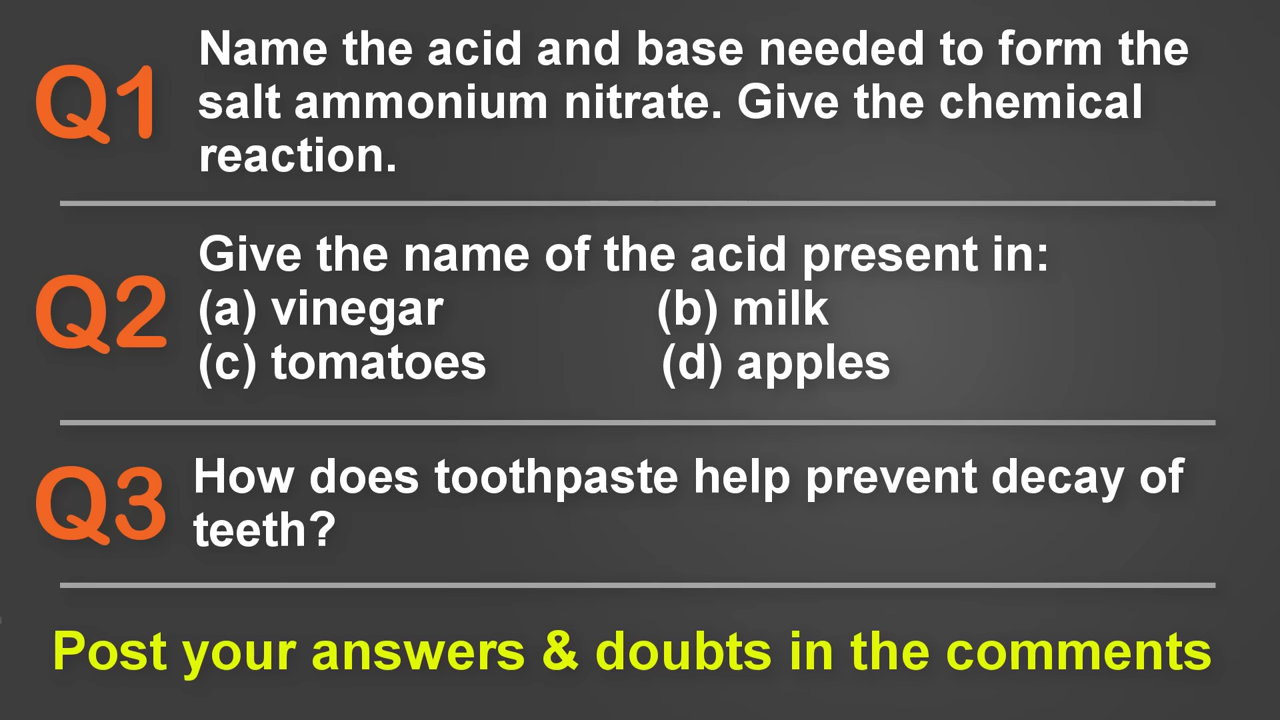 Q1
Name the acid and base needed to form the
salt ammonium nitrate. Give the chemical
reaction.
Q2
Give the name of the acid present in:
(a) vinegar (b) milk
(c) tomatoes (d) apples
Q3
How does toothpaste help prevent decay of
teeth?
Post your answers & doubts in the comments